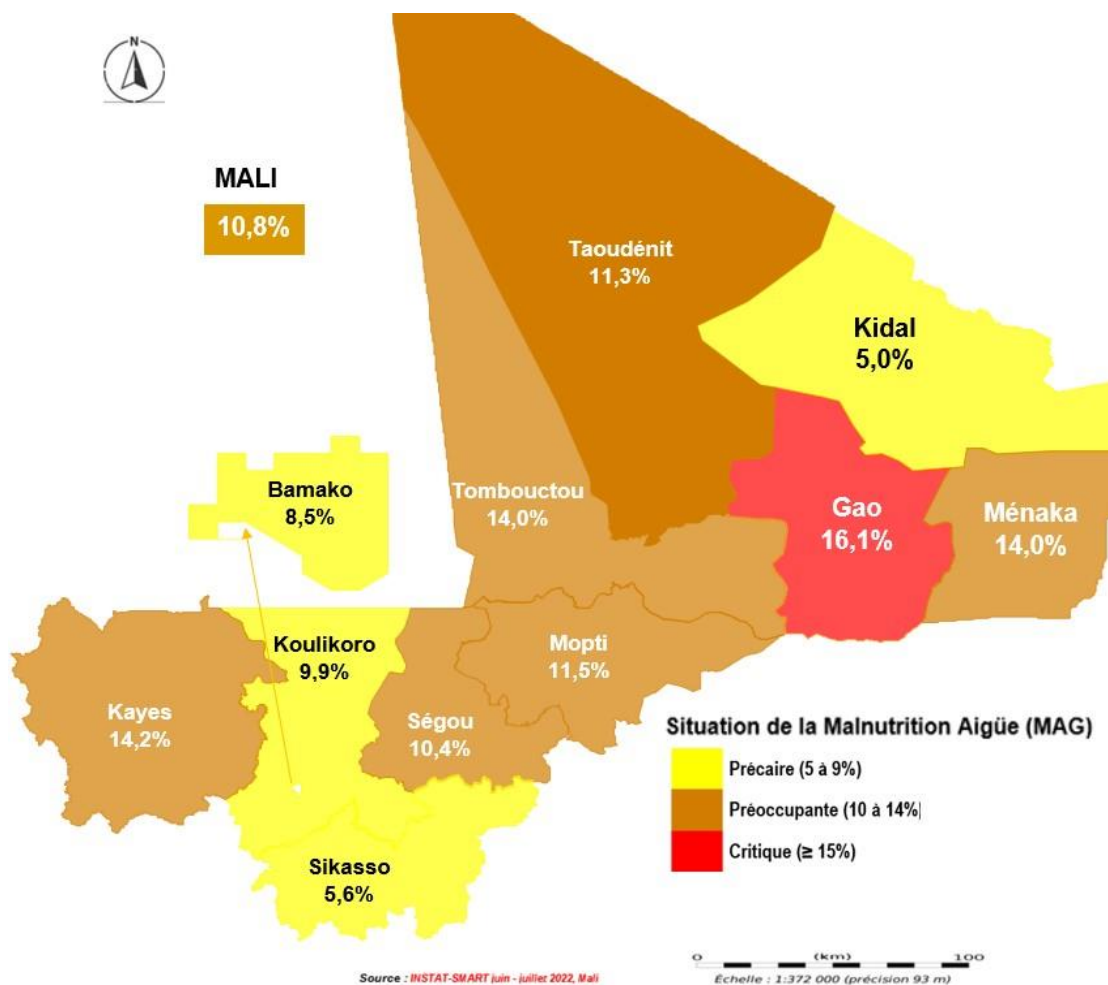 N
MALI
10,8%
Taoudénit
11,3%
Kidal
5,0%
Bamako
8,5%
Tombouctou
14,0%
Gao
16,1%
Ménaka
14,0%
Koulikoro
9,9%
Mopti
11,5%
Kayes
14,2%
Ségou
10,4%
Sikasso
5,6%
Situation de la Malnutrition Aigüe (MAG)
Précaire (5 à 9%)
Préoccupante (10 à 14%
Critique (≥ 15%)
0 (km) 100
Échelle : 1:372 000 (précision 93 m)
Source : INSTAT-SMART juin - juillet 2022, Mali